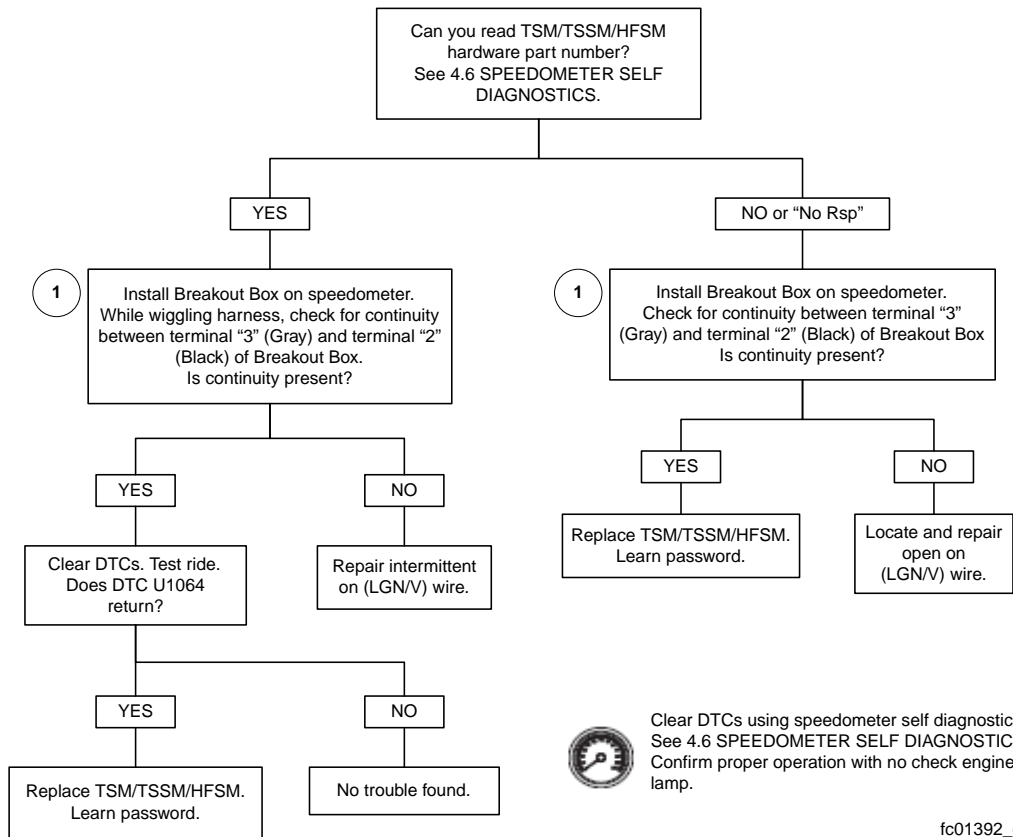 Can you read TSM/TSSM/HFSM
hardware part number?
See 4.6 SPEEDOMETER SELF
DIAGNOSTICS.
YES
NO or “No Rsp”
1
Install Breakout Box on speedometer.
While wiggling harness, check for continuity
between terminal “3” (Gray) and terminal “2”
(Black) of Breakout Box.
Is continuity present?
1
Install Breakout Box on speedometer.
Check for continuity between terminal “3”
(Gray) and terminal “2” (Black) of Breakout Box
Is continuity present?
YES
NO
YES
NO
Clear DTCs. Test ride.
Does DTC U1064
return?
Repair intermittent
on (LGN/V) wire.
Replace TSM/TSSM/HFSM.
Learn password.
Locate and repair
open on
(LGN/V) wire.
YES
NO
Replace TSM/TSSM/HFSM.
Learn password.
No trouble found.
Clear DTCs using speedometer self diagnostic
See 4.6 SPEEDOMETER SELF DIAGNOSTIC
Confirm proper operation with no check engine
lamp.
fc01392_